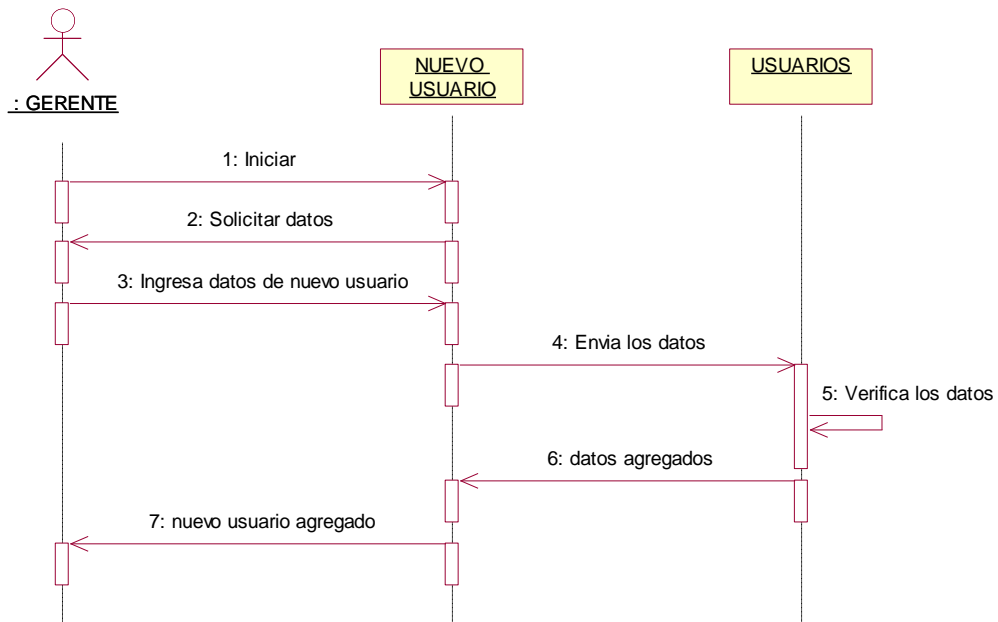 : GERENTE
NUEVO
USUARIO
USUARIOS
1: Iniciar
2: Solicitar datos
3: Ingresa datos de nuevo usuario
4: Envia los datos
5: Verifica los datos
6: datos agregados
7: nuevo usuario agregado